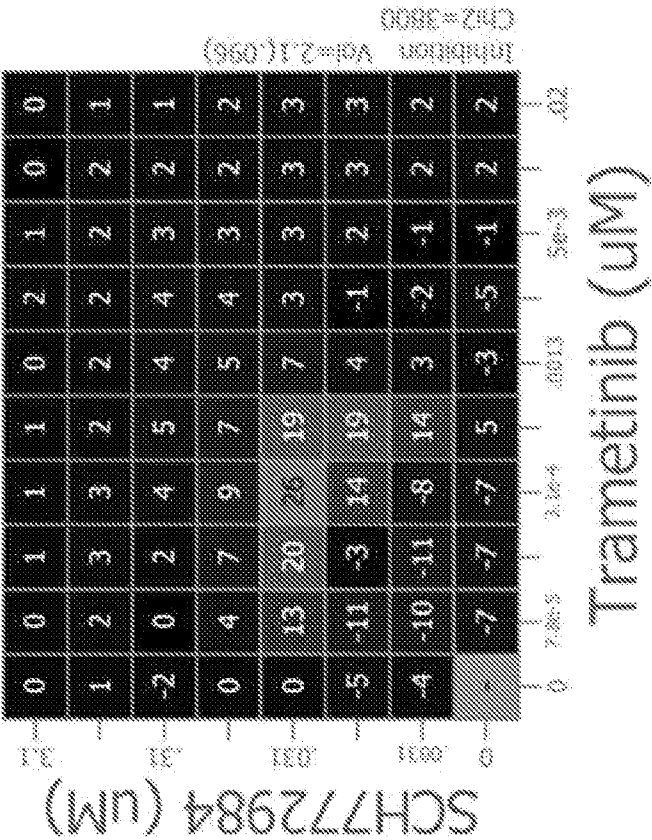 SCH772984 (uM)
3.1 0 0 1 1 1 0 2 1 0 0
1 2 3 3 2 2 2 2 2 1
.31 -2 0 2 4 5 4 4 3 2 1
0 4 7 9 7 5 4 3 2 2
.031 0 13 20 26 19 7 3 3 3 3
-5 -11 -3 14 19 4 -1 2 3 3
.0031 -4 -10 -11 -8 14 3 -2 -1 2 2
0 - -7 -7 -7 5 -3 -5 -1 2 2
0 7.8e-5 3.1e-4 .0013 5e-3 .02
Trametinib (uM)
Inhibition Vol=2.1(.096)
Chi2=3800